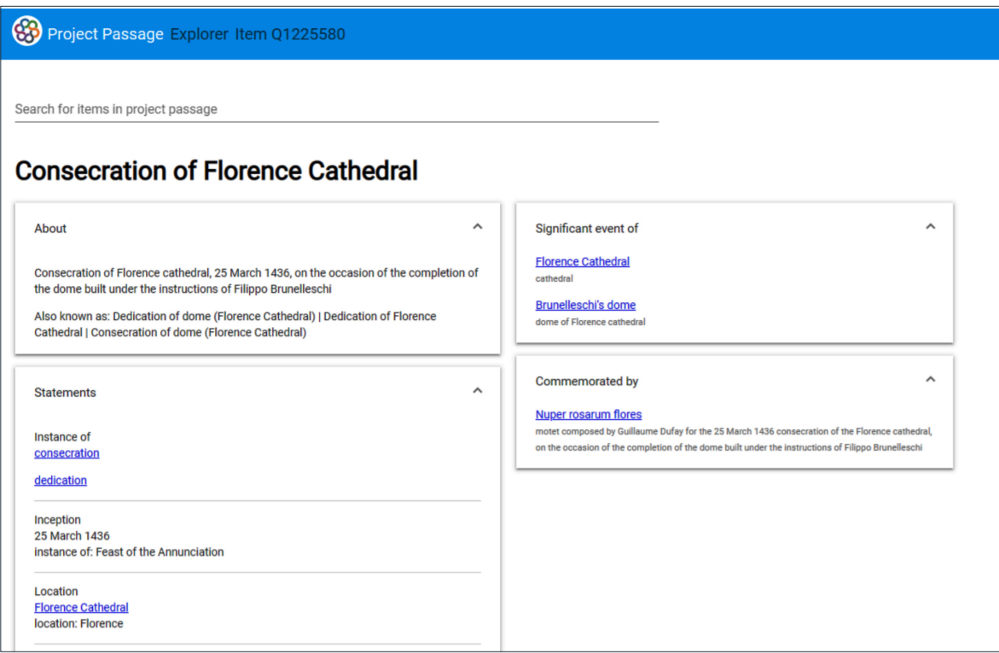 Project Passage Explorer Item Q1225580
Search for items in project passage
Consecration of Florence Cathedral
About
Consecration of Florence cathedral, 25 March 1436, on the occasion of the completion of
the dome built under the instructions of Filippo Brunelleschi
Also known as: Dedication of dome (Florence Cathedral) | Dedication of Florence
Cathedral | Consecration of dome (Florence Cathedral)
Statements
Instance of
consecration
dedication
Inception
25 March 1436
instance of: Feast of the Annunciation
Location
Florence Cathedral
location: Florence
Significant event of
Florence Cathedral
cathedral
Brunelleschi's dome
dome of Florence cathedral
Commemorated by
Nuper rosarum flores
motet composed by Guillaume Dufay for the 25 March 1436 consecration of the Florence cathedral,
on the occasion of the completion of the dome built under the instructions of Filippo Brunelleschi